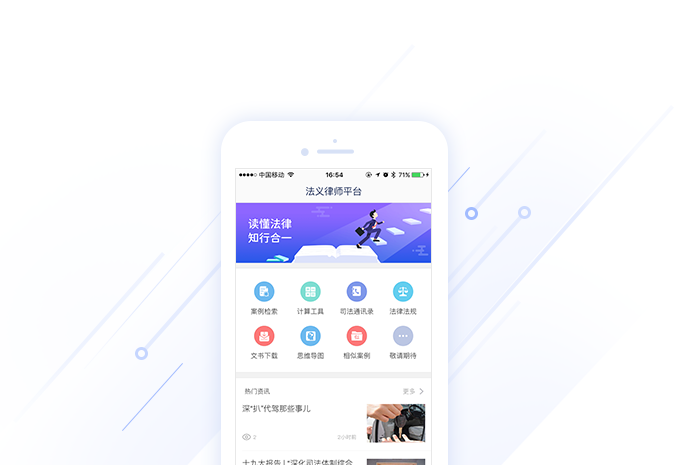 中国移动 16:54 71%
法义律师平台
读懂法律
知行合一
案例检索 计算工具 司法通讯录 法律法规
文书下载 思维导图 相似案例 敬请期待
热门资讯 更多
深“扒”代驾那些事儿
2 2小时前
十九大报告 | “深化司法体制综合